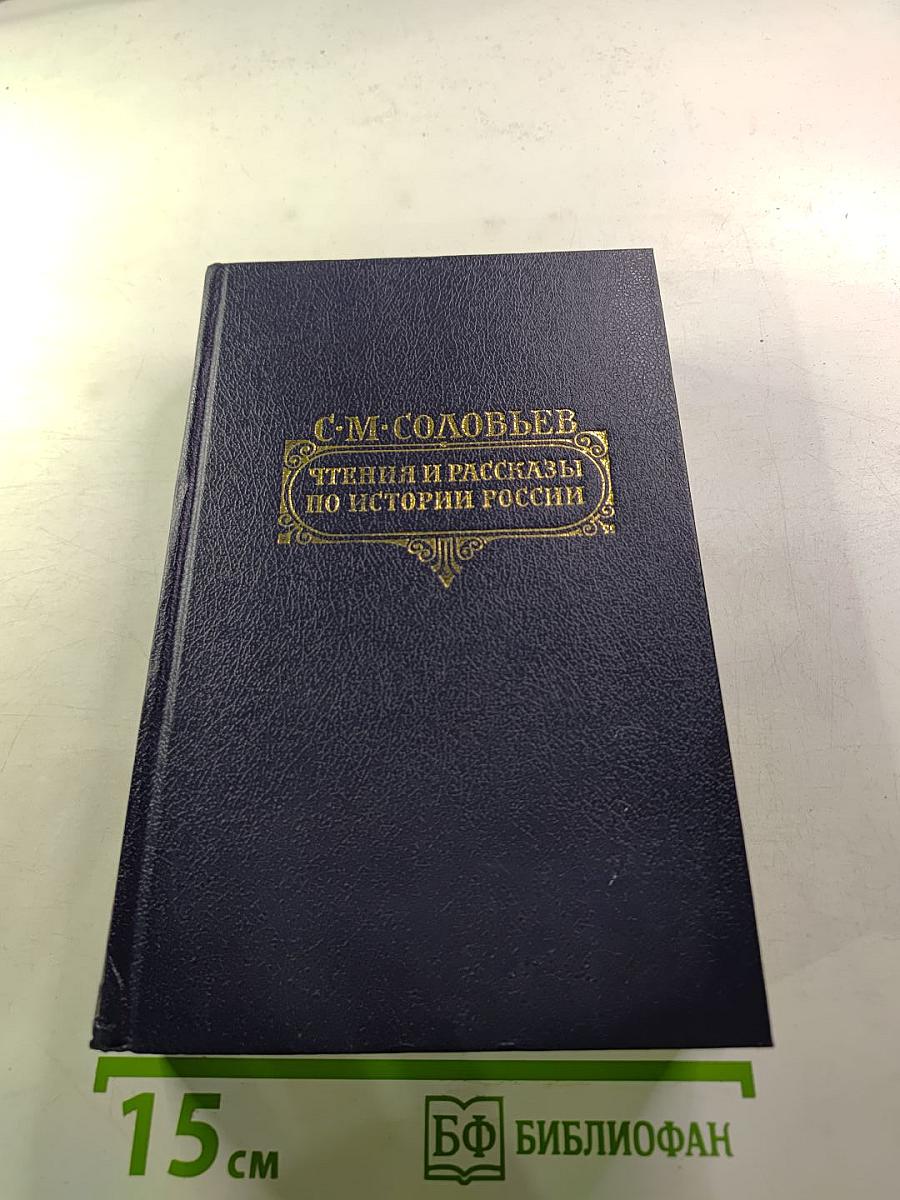 С·М·СОЛОВЬЕВ
ЧТЕНИЯ И РАССКАЗЫ
ПО ИСТОРИИ РОССИИ
15 см
БФ БИБЛИОФАН